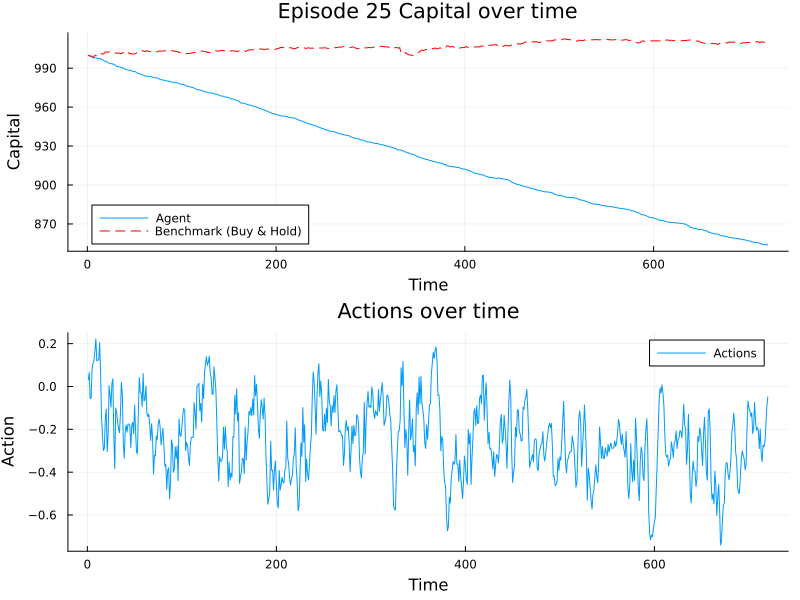 Episode 25 Capital over time
Capital
990
960
930
900
870
Agent
Benchmark (Buy & Hold)
0 200 400 600
Time
Actions over time
Action
0.2
0.0
−0.2
−0.4
−0.6
Actions
0 200 400 600
Time